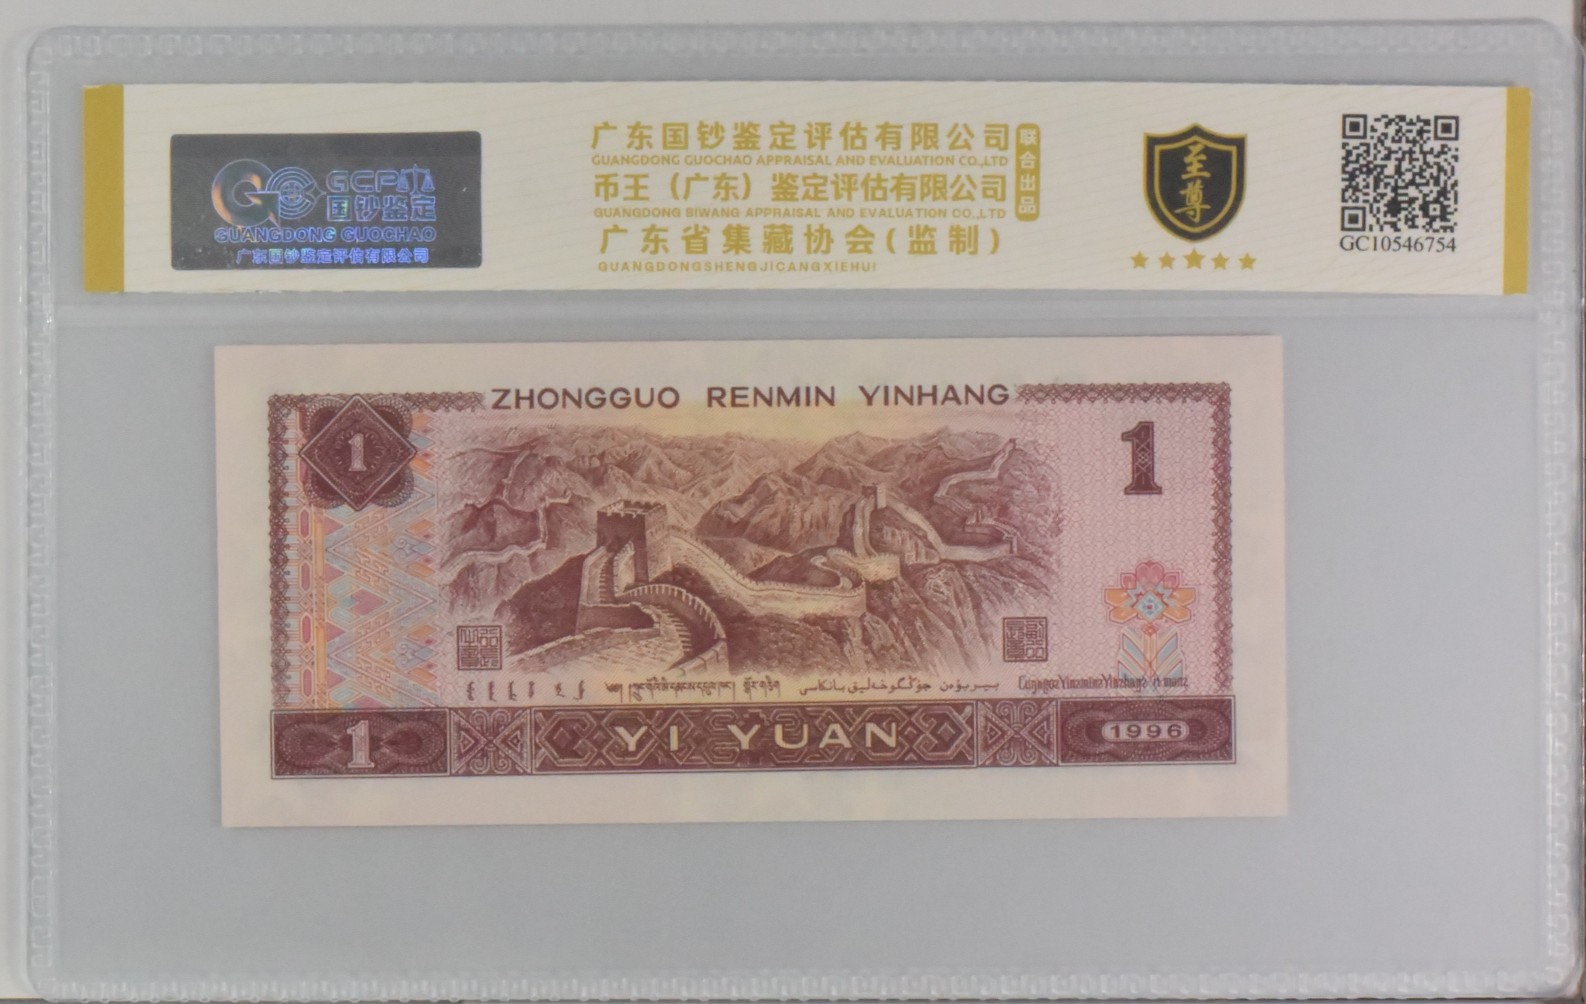 GCP
国钞鉴定
GUANGDONG GUOCHAO
广东国钞鉴定评估有限公司
广东国钞鉴定评估有限公司
GUANGDONG GUOCHAO APPRAISAL AND EVALUATION CO.,LTD
币王（广东）鉴定评估有限公司
GUANGDONG BIWANG APPRAISAL AND EVALUATION CO.,LTD
广东省集藏协会(监制)
GUANGDONGSHENGJICANGXIEHUI
联合出品
至尊
GC10546754
ZHONGGUO RENMIN YINHANG
1
1
1
YI YUAN
1996